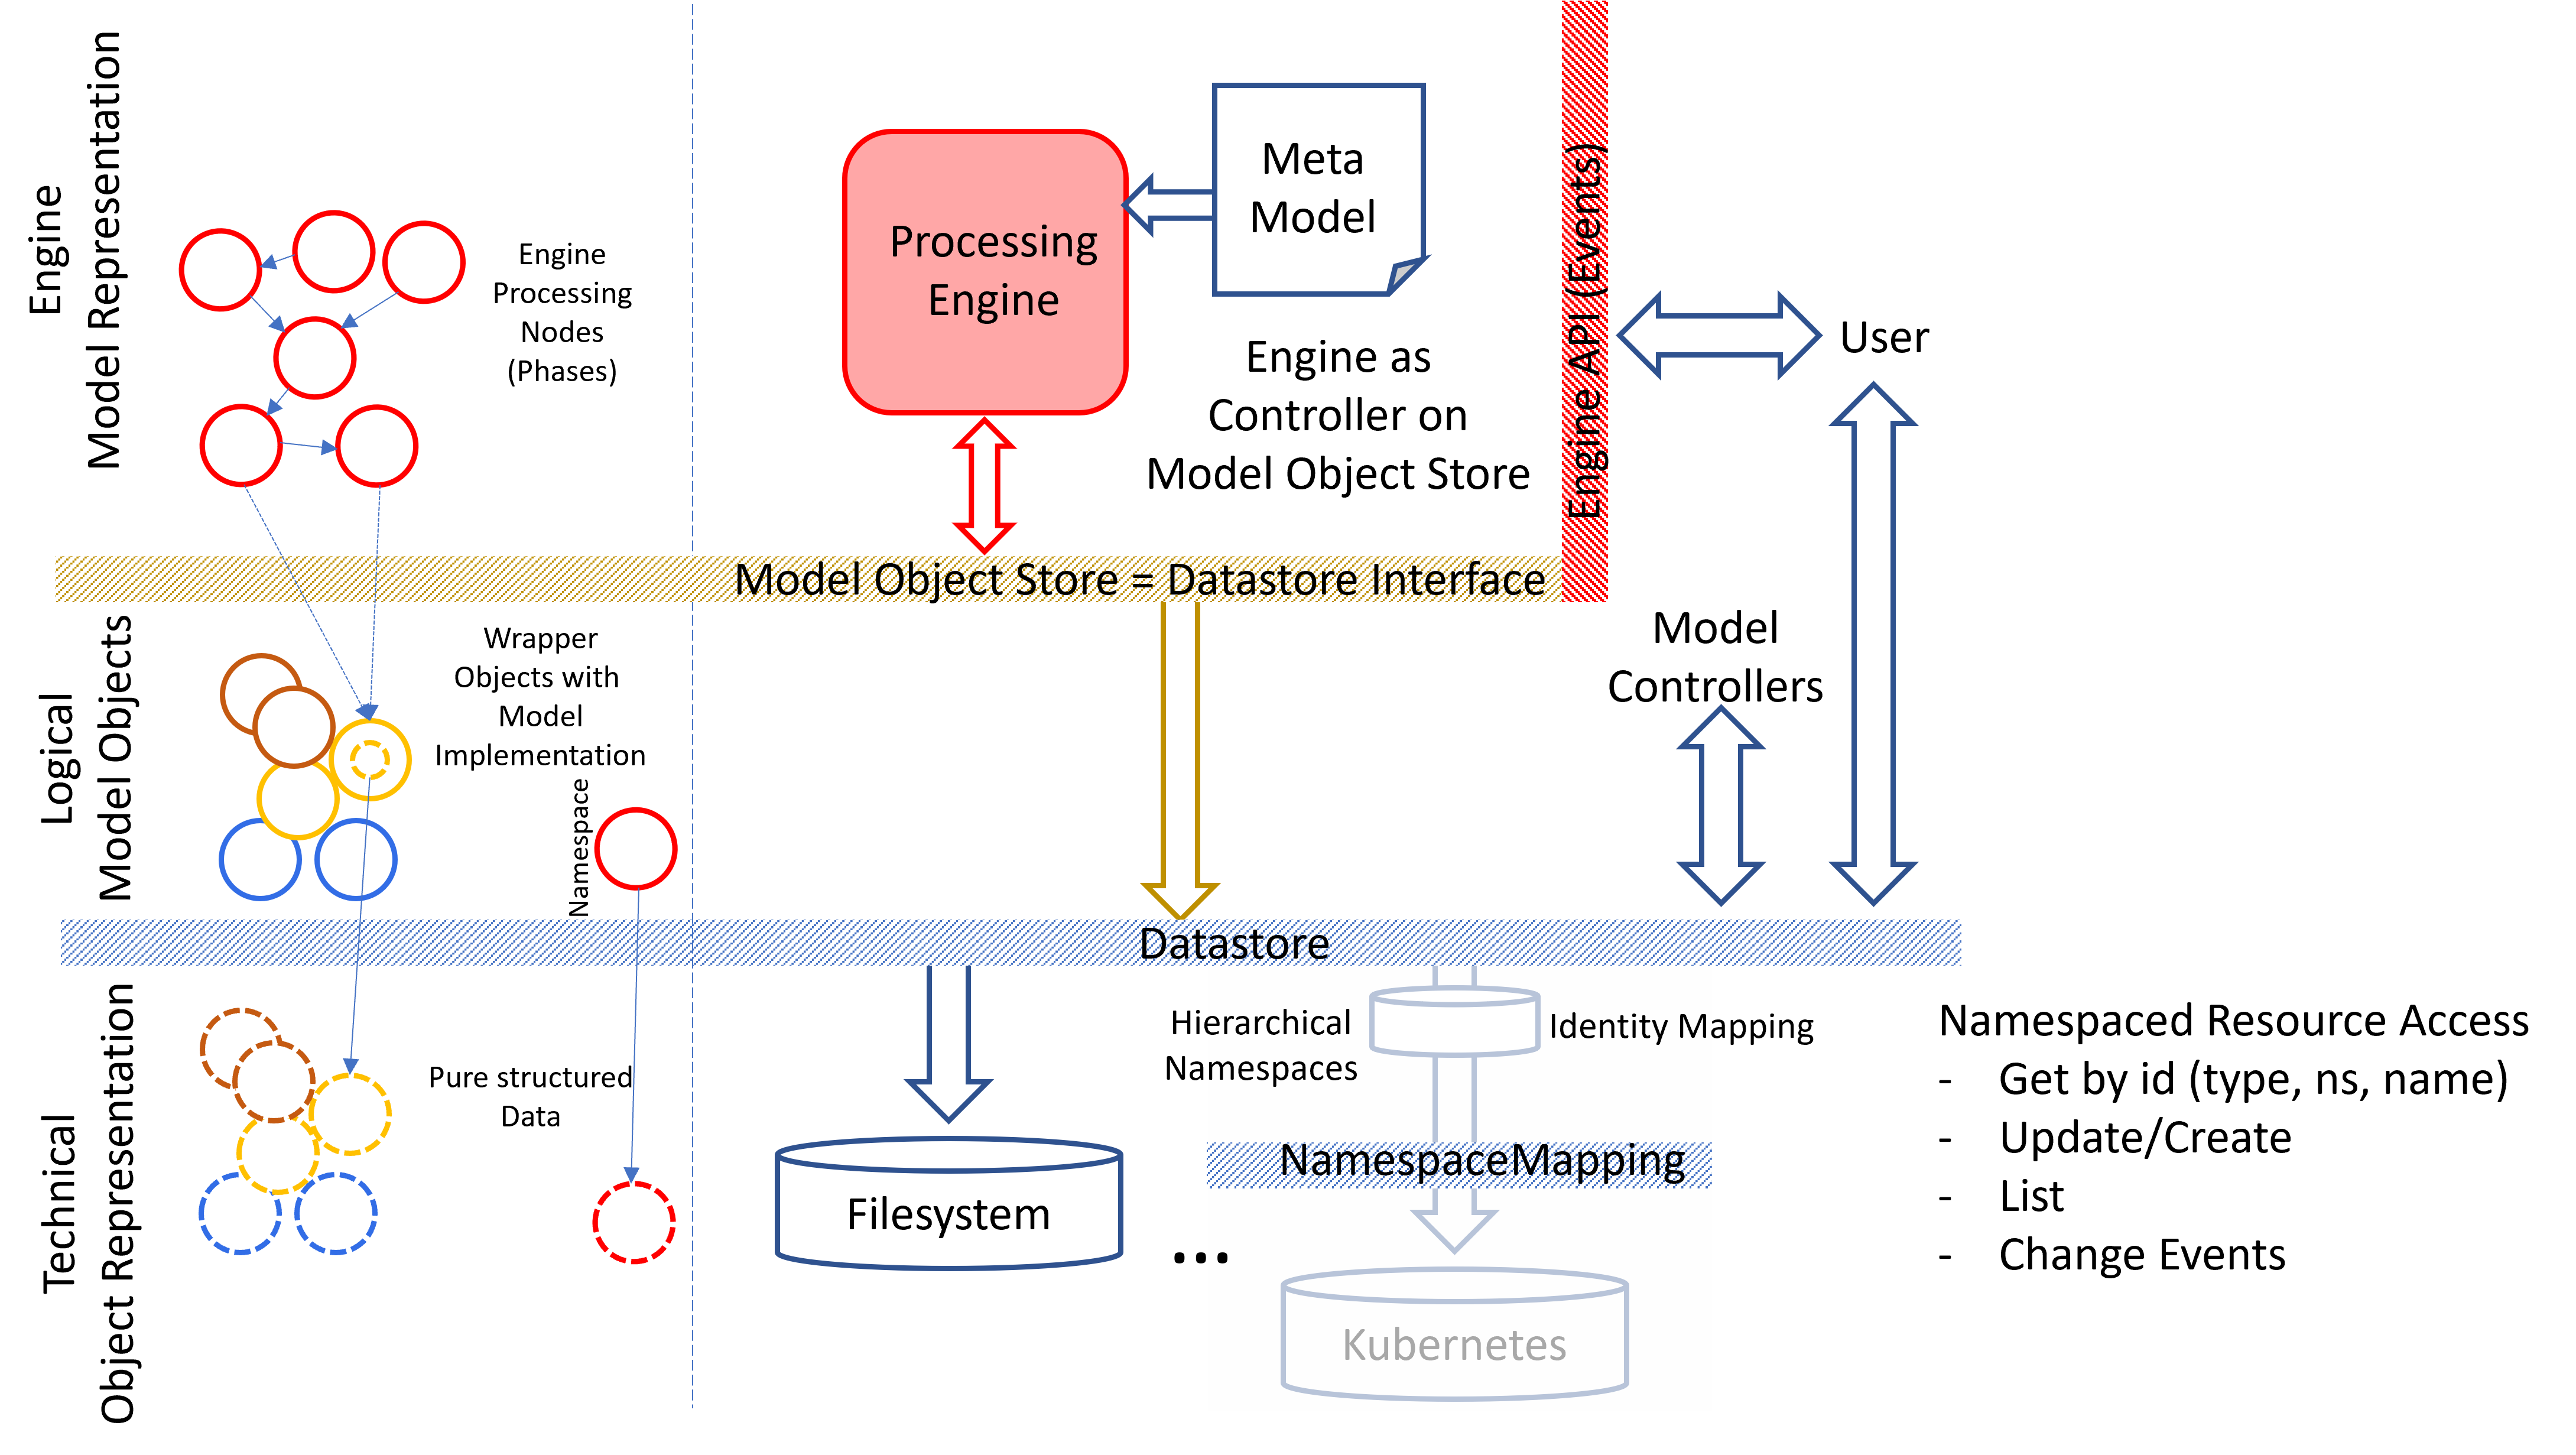 Engine
Model Representation
Engine
Processing
Nodes
(Phases)
Processing
Engine
Meta
Model
Engine as
Controller on
Model Object Store
Engine API (Events)
User
Model Object Store = Datastore Interface
Logical
Model Objects
Wrapper
Objects with
Model
Implementation
Namespace
Model
Controllers
Datastore
Technical
Object Representation
Pure structured
Data
Filesystem
...
Hierarchical
Namespaces
Identity Mapping
NamespaceMapping
Kubernetes
Namespaced Resource Access
- Get by id (type, ns, name)
- Update/Create
- List
- Change Events